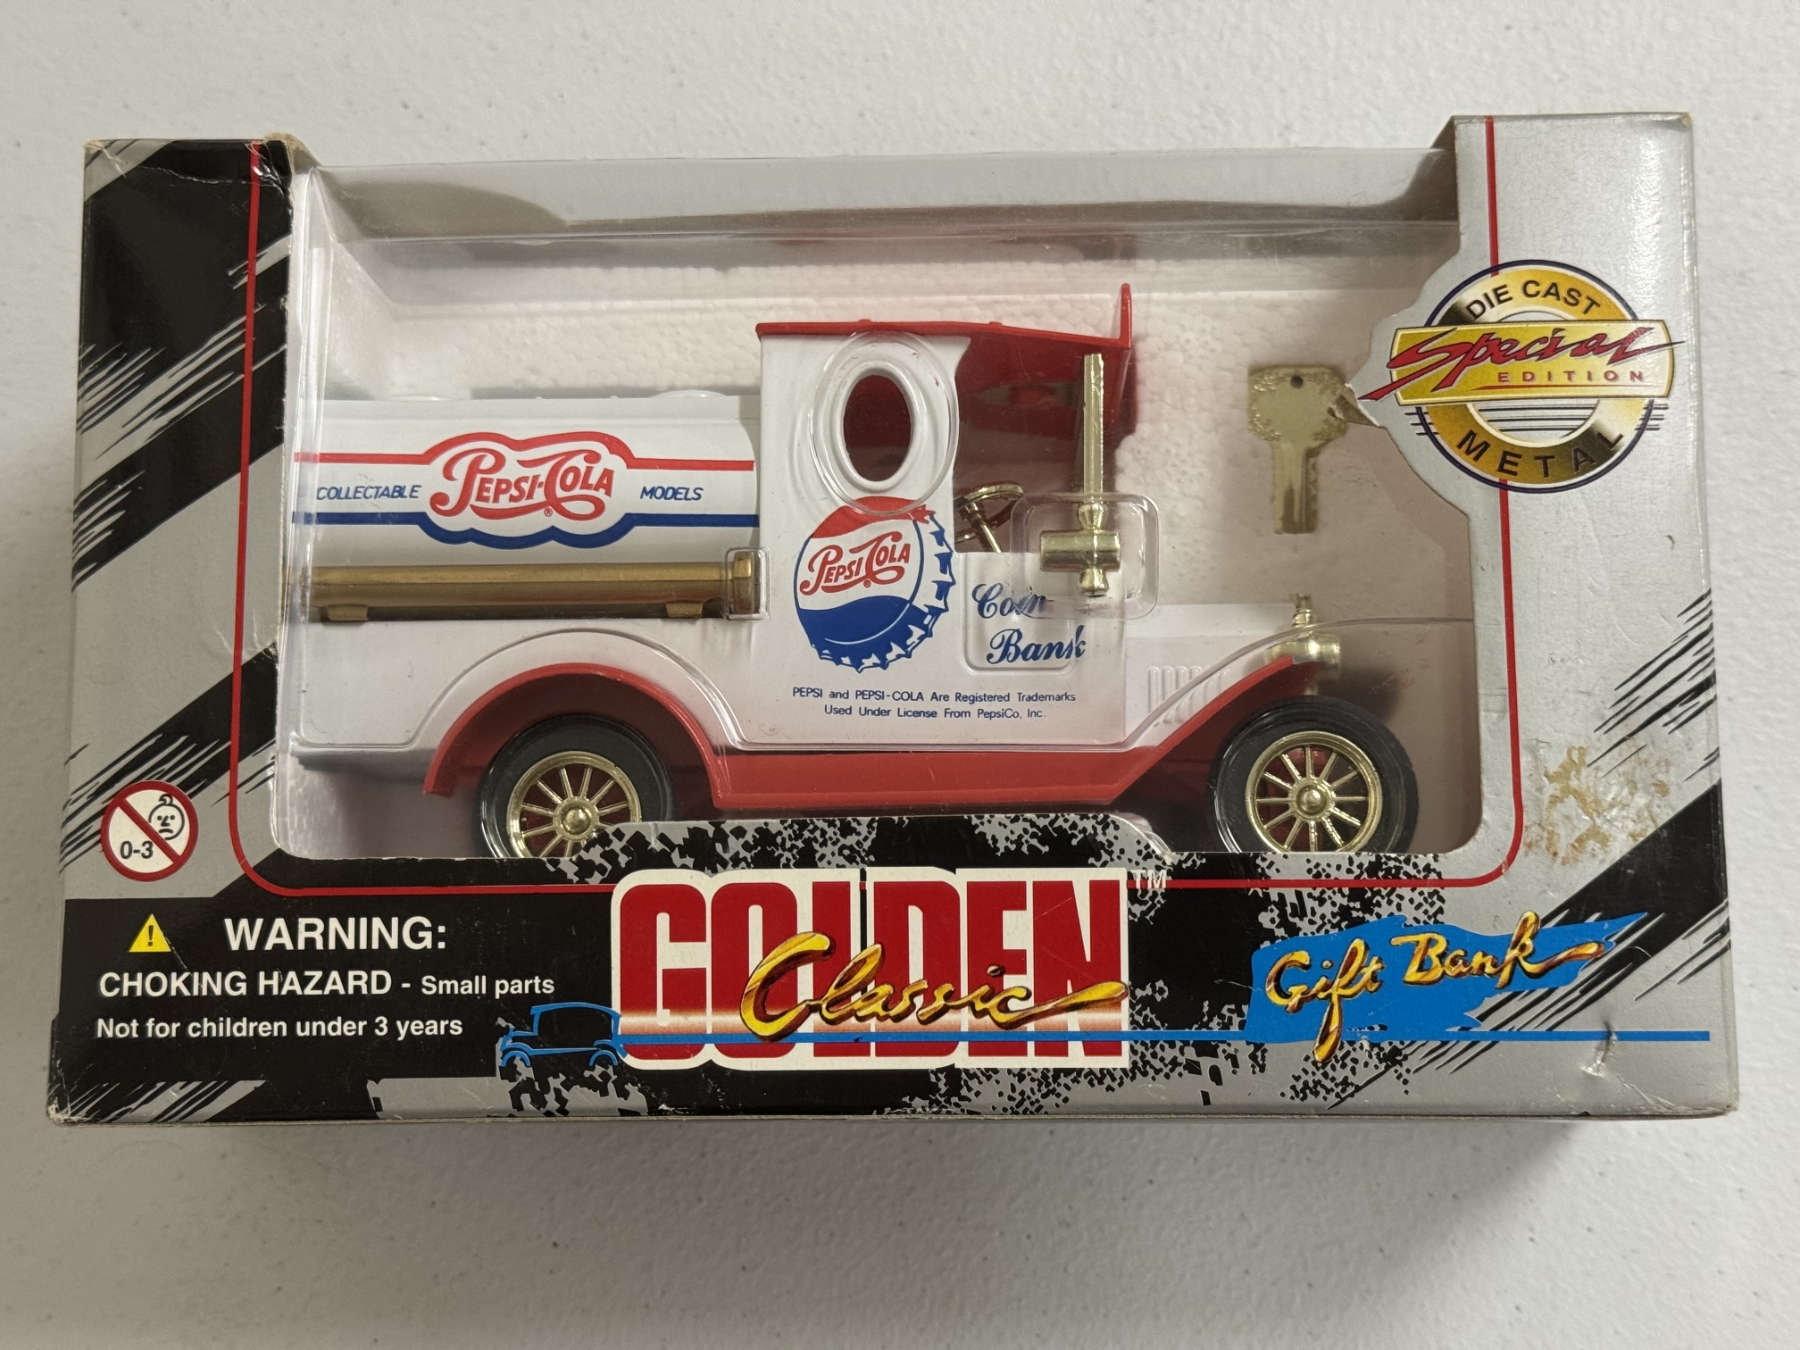 DIE CAST
Special
EDITION
METAL
COLLECTABLE PEPSI-COLA ® MODELS
PEPSI-COLA
Coin
Bank
PEPSI and PEPSI-COLA Are Registered Trademarks
Used Under License From PepsiCo, Inc.
0-3
WARNING:
CHOKING HAZARD - Small parts
Not for children under 3 years
GOLDEN™
Classic
Gift Bank